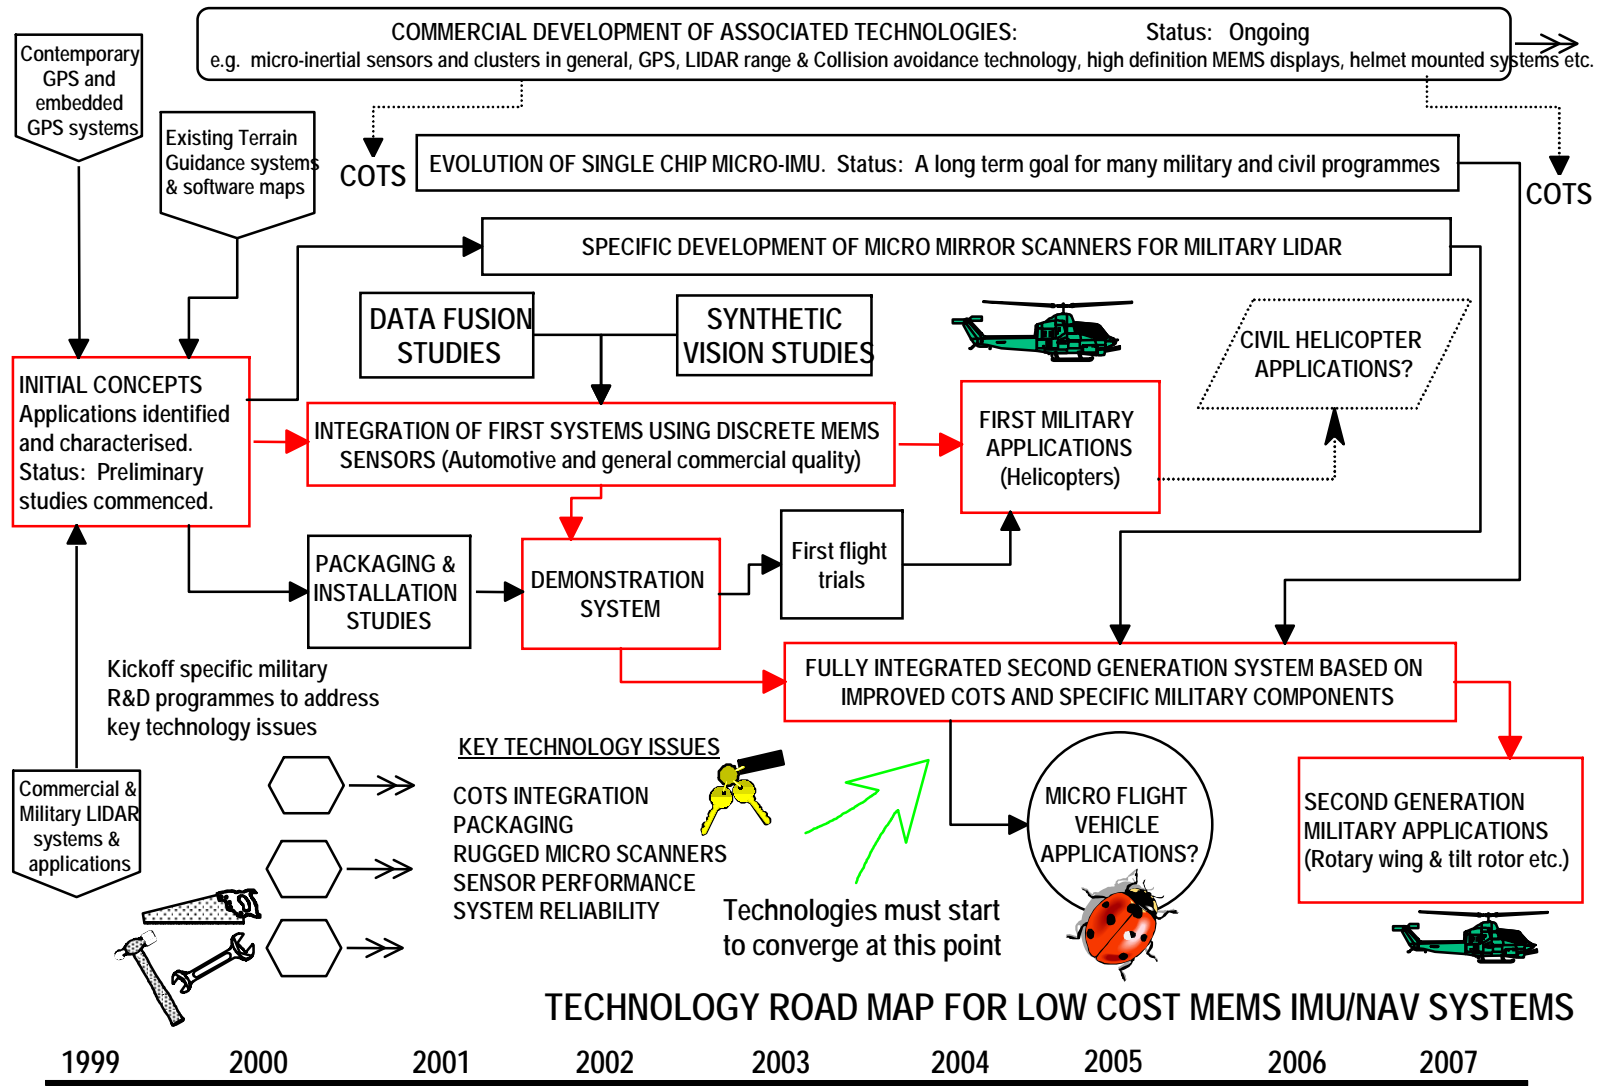 COMMERCIAL DEVELOPMENT OF ASSOCIATED TECHNOLOGIES: Status: Ongoing
e.g. micro-inertial sensors and clusters in general, GPS, LIDAR range & Collision avoidance technology, high definition MEMS displays, helmet mounted systems etc.
Contemporary
GPS and
embedded
GPS systems
Existing Terrain
Guidance systems
& software maps
COTS
EVOLUTION OF SINGLE CHIP MICRO-IMU. Status: A long term goal for many military and civil programmes
COTS
SPECIFIC DEVELOPMENT OF MICRO MIRROR SCANNERS FOR MILITARY LIDAR
DATA FUSION
STUDIES
SYNTHETIC
VISION STUDIES
CIVIL HELICOPTER
APPLICATIONS?
INITIAL CONCEPTS
Applications identified
and characterised.
Status: Preliminary
studies commenced.
INTEGRATION OF FIRST SYSTEMS USING DISCRETE MEMS
SENSORS (Automotive and general commercial quality)
FIRST MILITARY
APPLICATIONS
(Helicopters)
PACKAGING &
INSTALLATION
STUDIES
DEMONSTRATION
SYSTEM
First flight
trials
FULLY INTEGRATED SECOND GENERATION SYSTEM BASED ON
IMPROVED COTS AND SPECIFIC MILITARY COMPONENTS
Kickoff specific military
R&D programmes to address
key technology issues
Commercial &
Military LIDAR
systems &
applications
KEY TECHNOLOGY ISSUES
COTS INTEGRATION
PACKAGING
RUGGED MICRO SCANNERS
SENSOR PERFORMANCE
SYSTEM RELIABILITY
Technologies must start
to converge at this point
MICRO FLIGHT
VEHICLE
APPLICATIONS?
SECOND GENERATION
MILITARY APPLICATIONS
(Rotary wing & tilt rotor etc.)
TECHNOLOGY ROAD MAP FOR LOW COST MEMS IMU/NAV SYSTEMS
1999 2000 2001 2002 2003 2004 2005 2006 2007